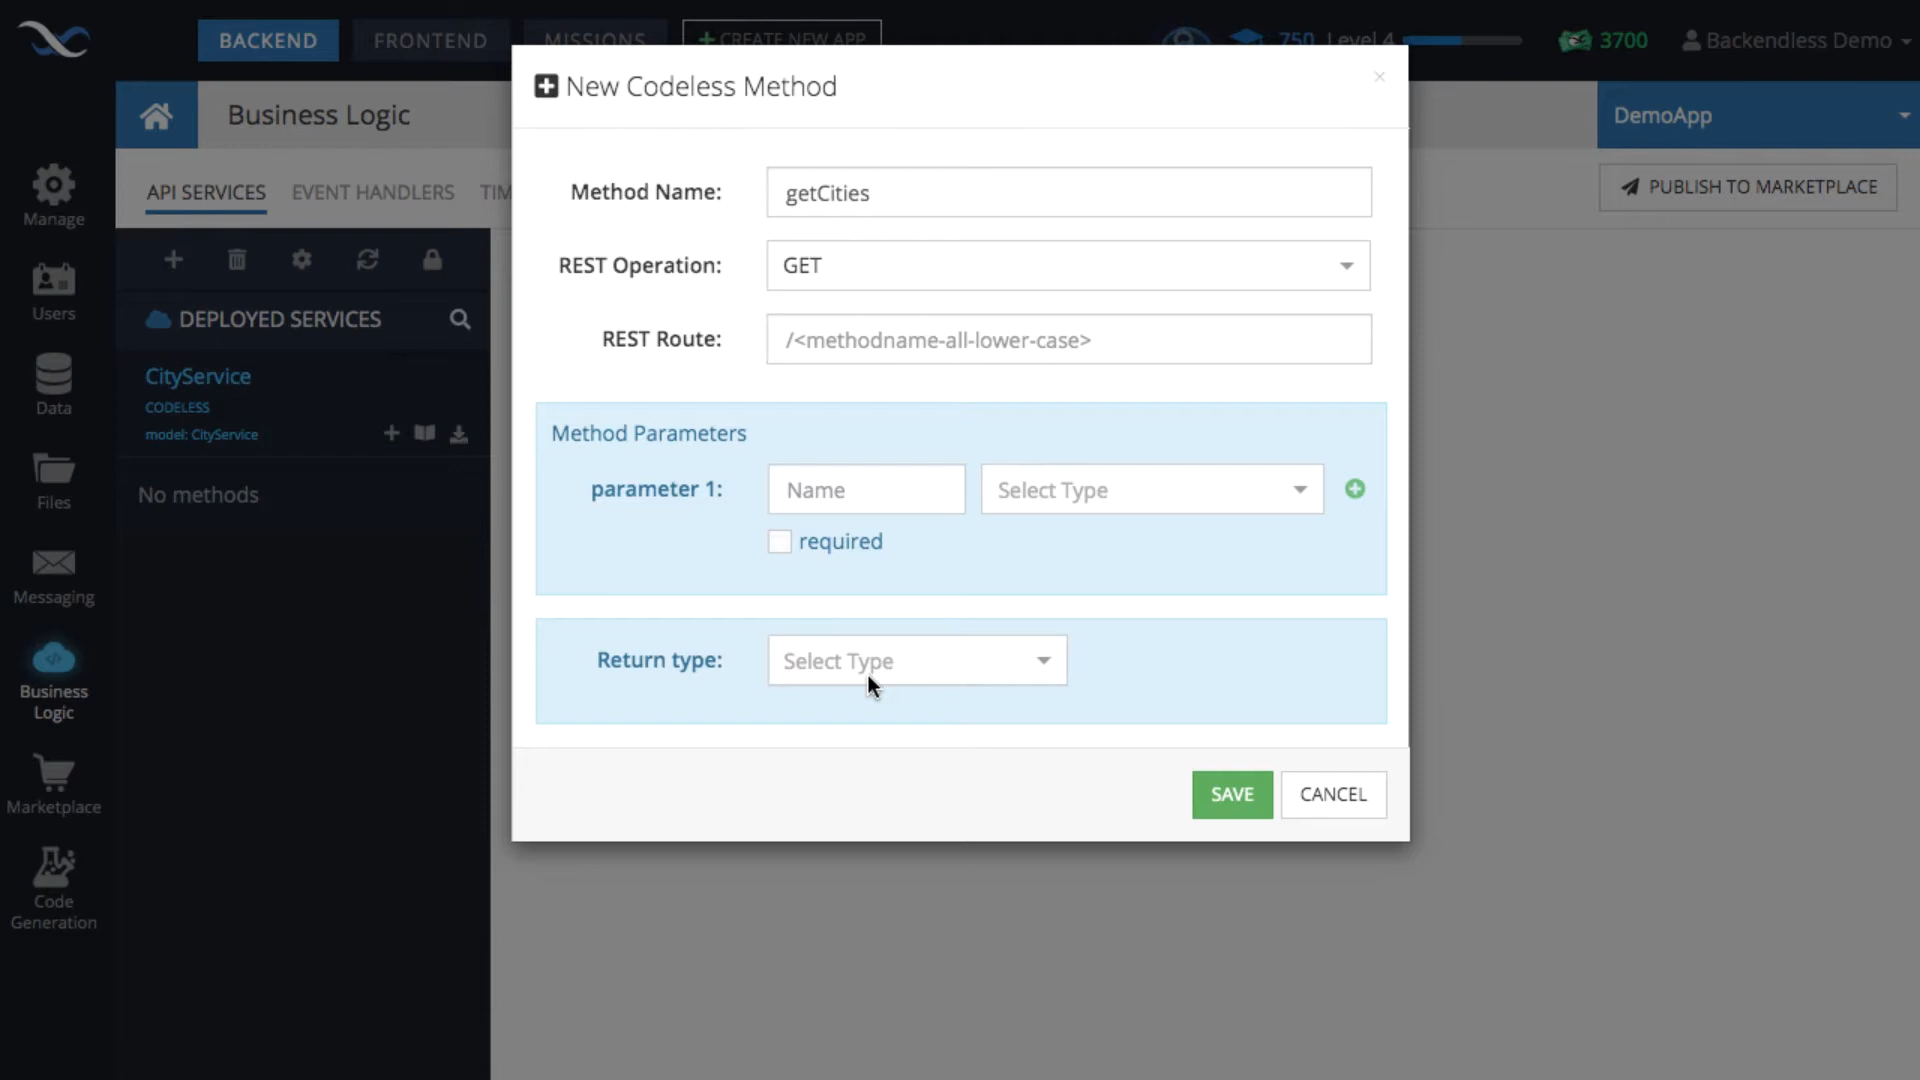 BACKEND
FRONTEND
MISSIONS
CREATE NEW APP
750 Level 4
3700
Backendless Demo
New Codeless Method
×
Business Logic
DemoApp
API SERVICES
EVENT HANDLERS
TIM
PUBLISH TO MARKETPLACE
Method Name:
getCities
REST Operation:
GET
REST Route:
/<methodname-all-lower-case>
Manage
Users
Data
Files
Messaging
Business
Logic
Marketplace
Code
Generation
DEPLOYED SERVICES
CityService
CODELESS
model: CityService
No methods
Method Parameters
parameter 1:
Name
Select Type
required
Return type:
Select Type
SAVE
CANCEL